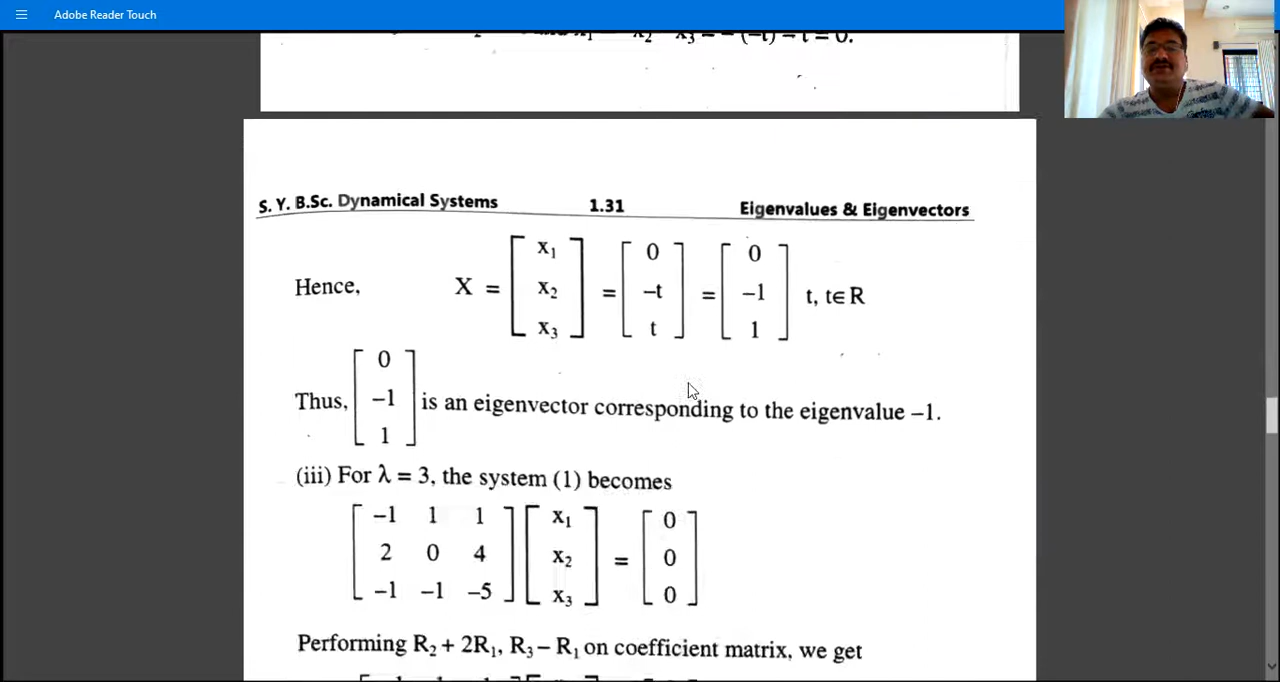 Adobe Reader Touch
S. Y. B.Sc. Dynamical Systems 1.31 Eigenvalues & Eigenvectors
Hence, X = [ x₁ x₂ x₃ ] = [ 0 –t t ] = [ 0 –1 1 ] t, t∈R
Thus, [ 0 –1 1 ] is an eigenvector corresponding to the eigenvalue –1.
(iii) For λ = 3, the system (1) becomes
[ –1 1 1
2 0 4
–1 –1 –5 ] [ x₁ x₂ x₃ ] = [ 0 0 0 ]
Performing R₂ + 2R₁, R₃ – R₁ on coefficient matrix, we get